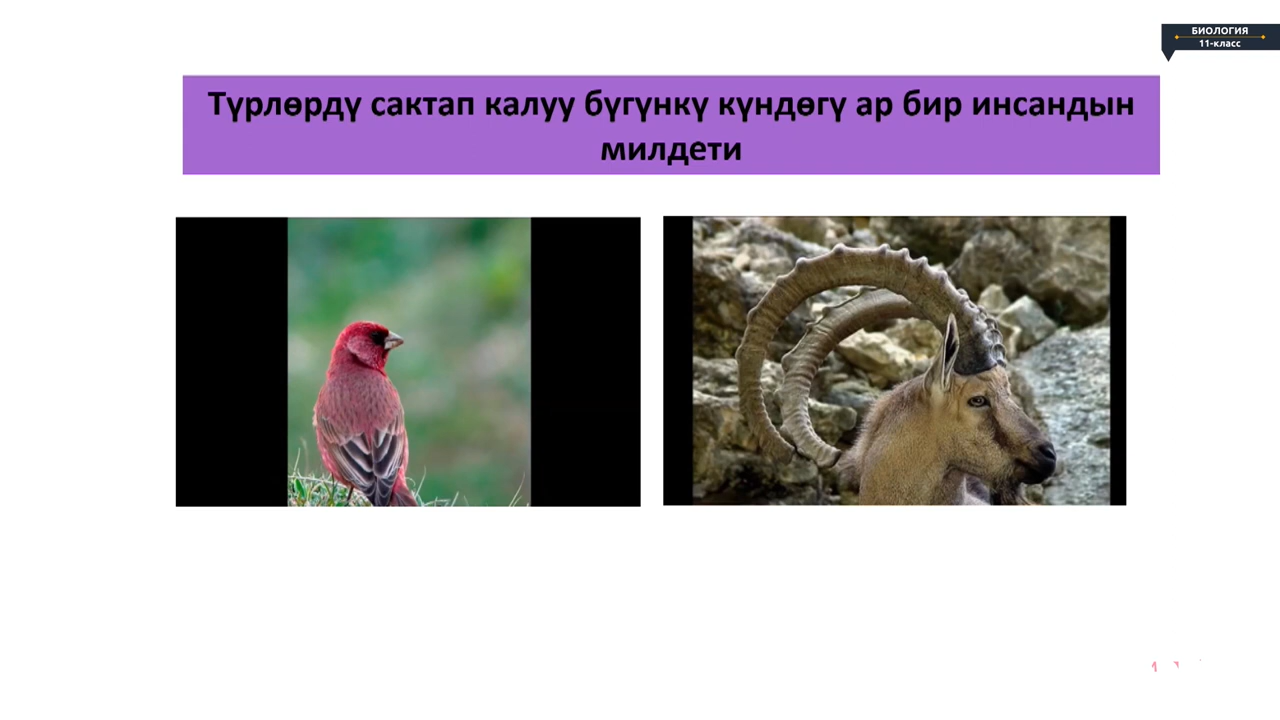 БИОЛОГИЯ
11-класс
Түрлөрдү сактап калуу бүгүнкү күндөгү ар бир инсандын
милдети